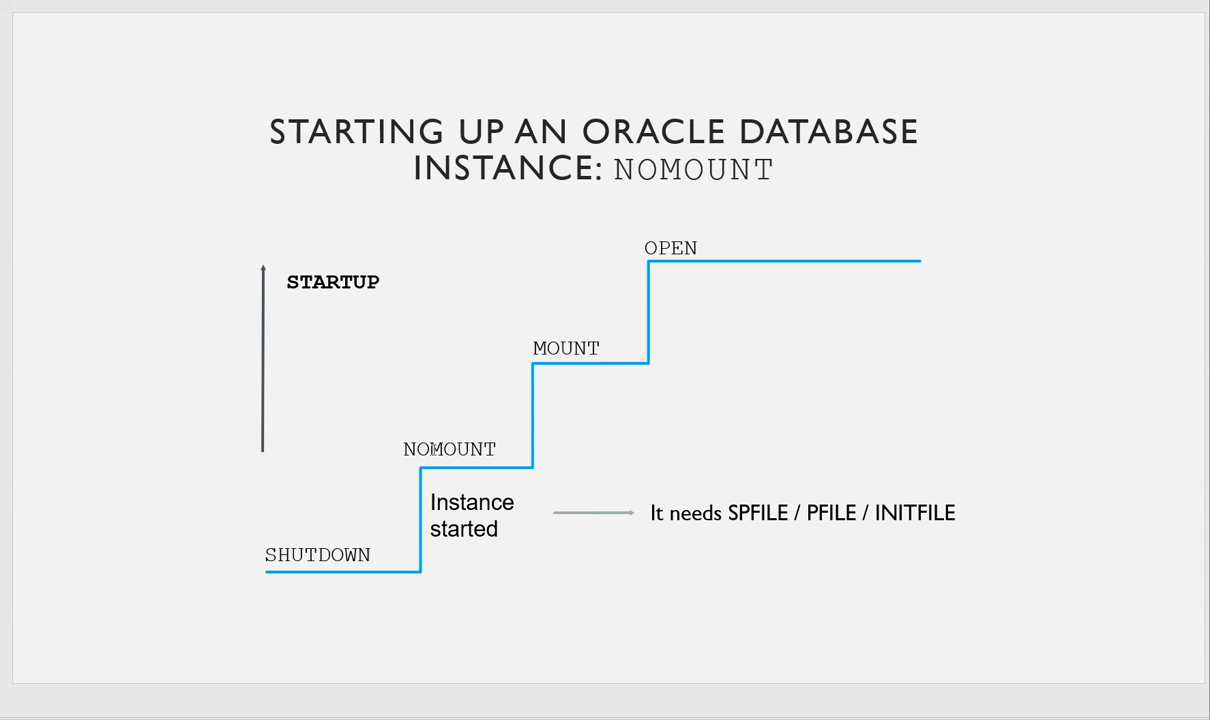 STARTING UP AN ORACLE DATABASE
INSTANCE: NOMOUNT
OPEN
STARTUP
MOUNT
NOMOUNT
Instance
started
It needs SPFILE / PFILE / INITFILE
SHUTDOWN